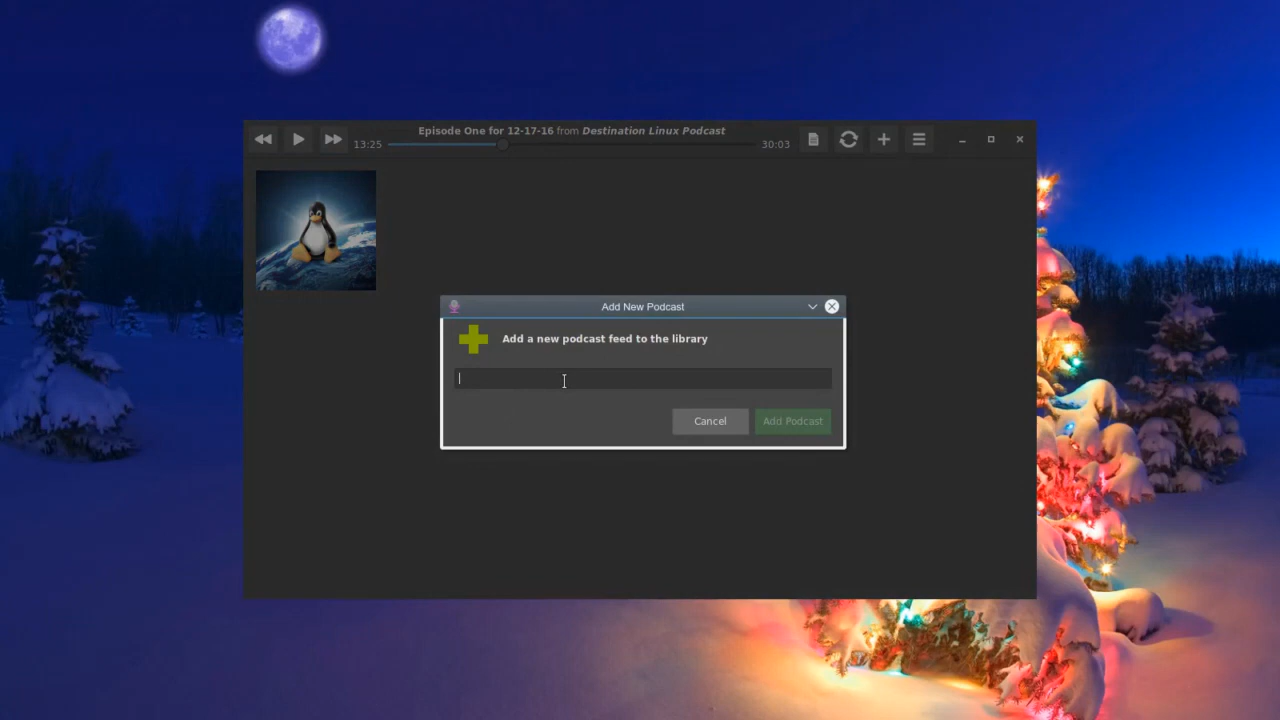 Episode One for 12-17-16 from Destination Linux Podcast
13:25
30:03
Add New Podcast
Add a new podcast feed to the library
Cancel
Add Podcast